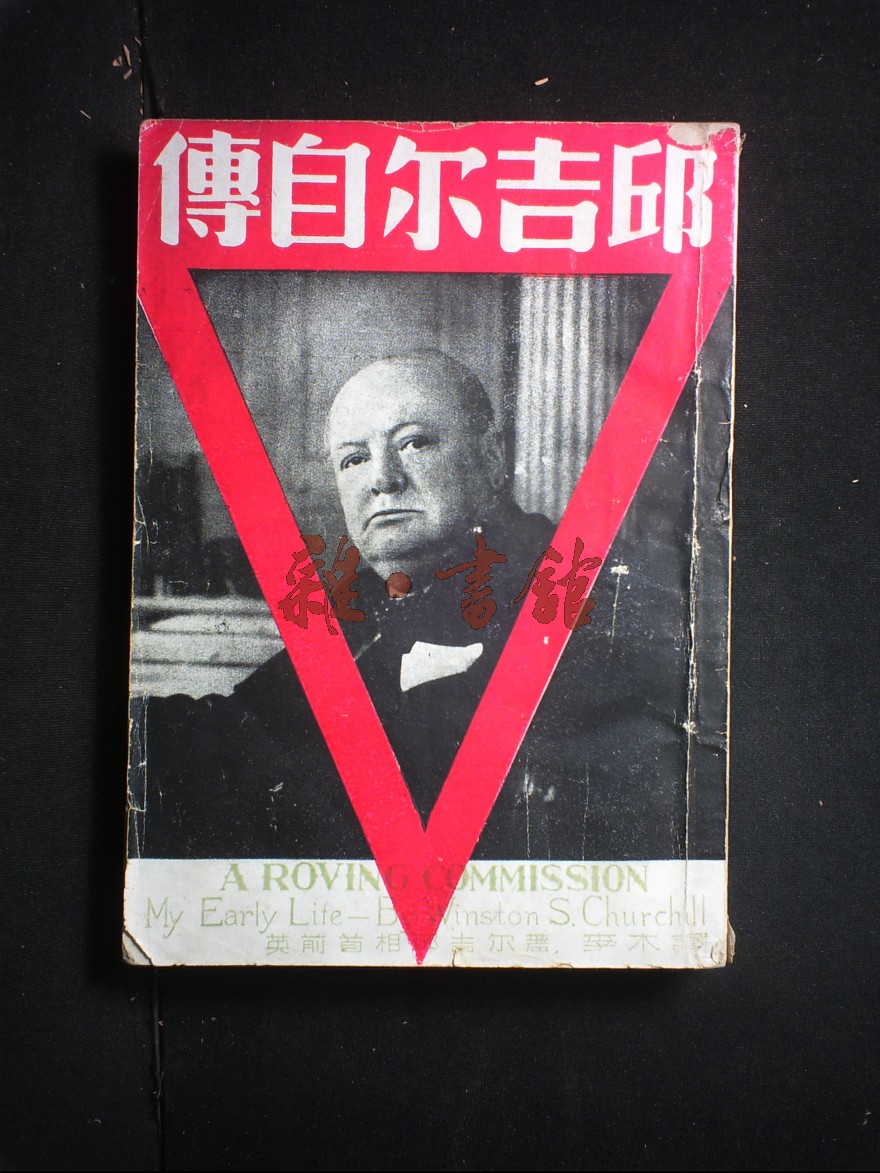 邱吉尔自傳
雜·書館
A ROVING COMMISSION
My Early Life—By Winston S. Churchill
英前首相邱吉尔著, 木譯